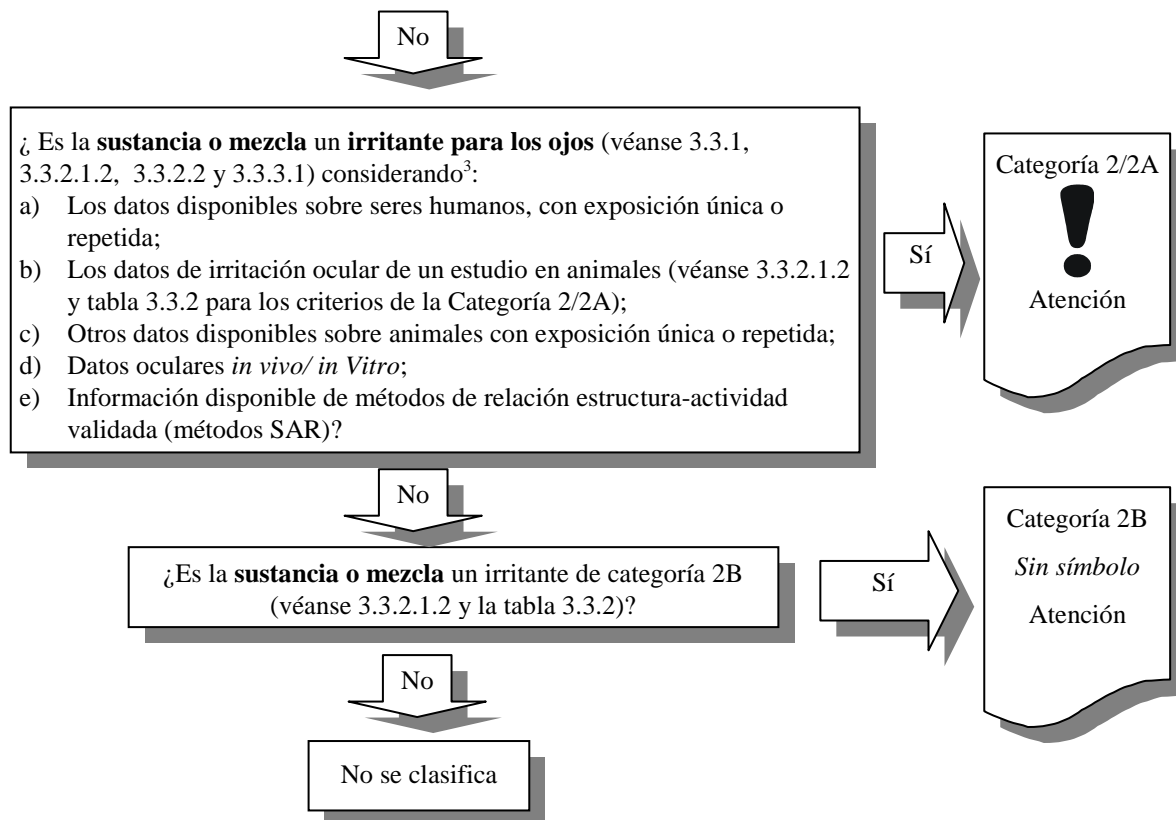 No
¿ Es la sustancia o mezcla un irritante para los ojos (véanse 3.3.1,
3.3.2.1.2, 3.3.2.2 y 3.3.3.1) considerando3:
a) Los datos disponibles sobre seres humanos, con exposición única o
repetida;
b) Los datos de irritación ocular de un estudio en animales (véanse 3.3.2.1.2
y tabla 3.3.2 para los criterios de la Categoría 2/2A);
c) Otros datos disponibles sobre animales con exposición única o repetida;
d) Datos oculares in vivo/ in Vitro;
e) Información disponible de métodos de relación estructura-actividad
validada (métodos SAR)?
Sí
Categoría 2/2A
Atención
No
¿Es la sustancia o mezcla un irritante de categoría 2B
(véanse 3.3.2.1.2 y la tabla 3.3.2)?
Sí
Categoría 2B
Sin símbolo
Atención
No
No se clasifica